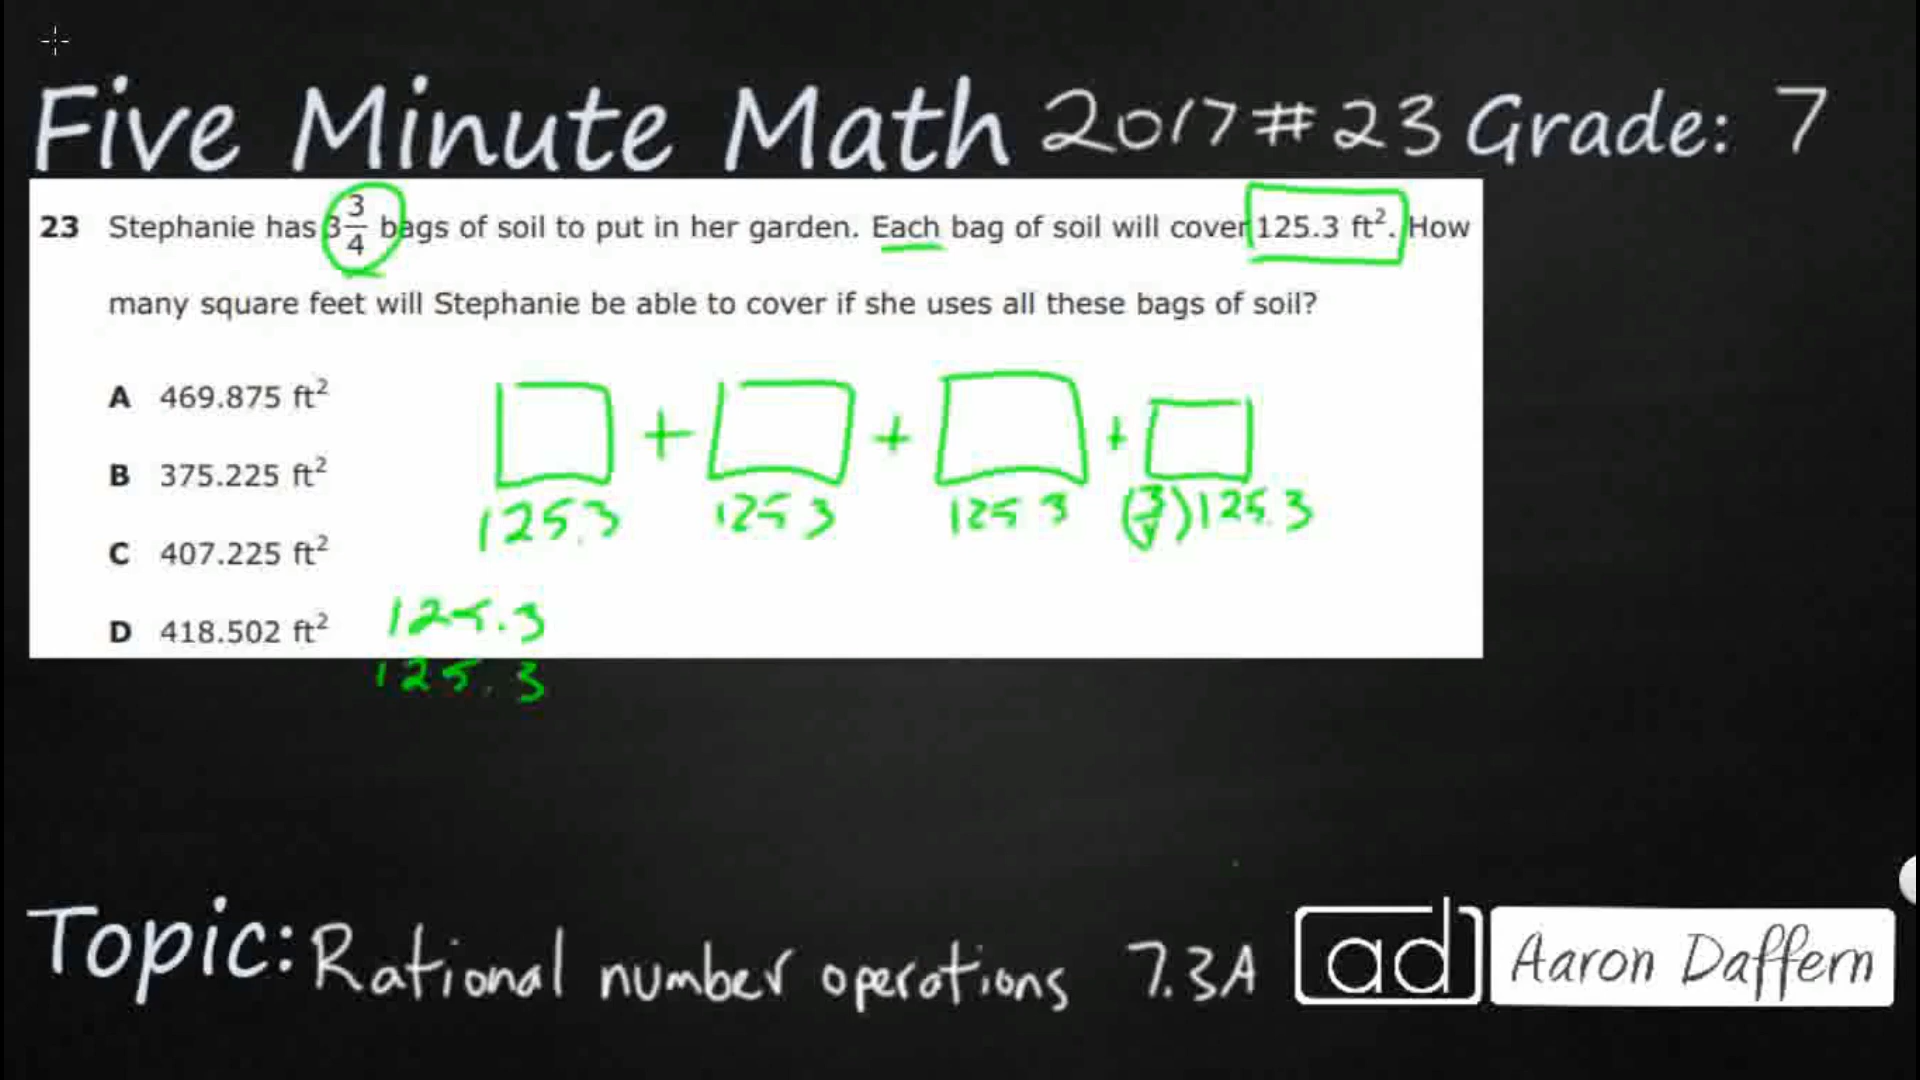 Five Minute Math 2017 #23 Grade: 7
23 Stephanie has 3 3/4 bags of soil to put in her garden. Each bag of soil will cover 125.3 ft². How
many square feet will Stephanie be able to cover if she uses all these bags of soil?
A 469.875 ft²
B 375.225 ft²
C 407.225 ft²
D 418.502 ft²
+ + +
125.3 125.3 125.3 (3/4)125.3
125.3
125.3
Topic: Rational number operations 7.3A ad Aaron Daffern